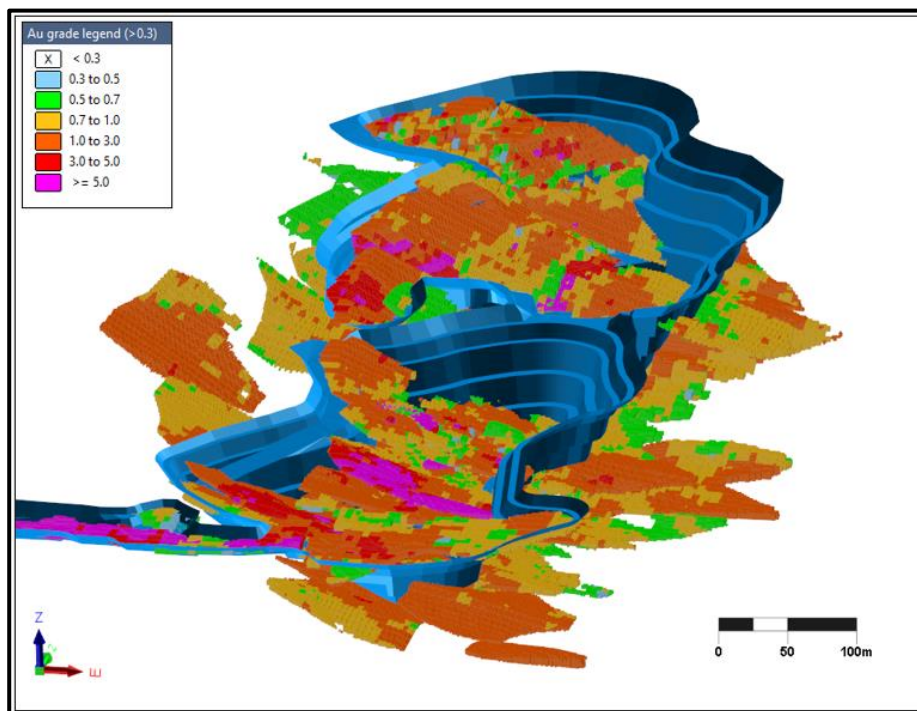 Au grade legend (>0.3)
X < 0.3
0.3 to 0.5
0.5 to 0.7
0.7 to 1.0
1.0 to 3.0
3.0 to 5.0
>= 5.0
Z
E
0 50 100m